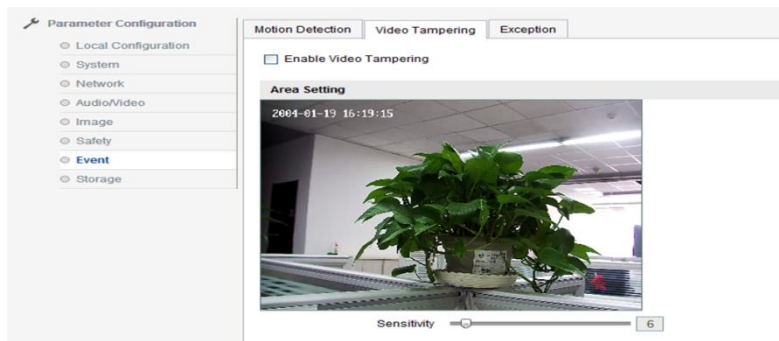 Parameter Configuration
Local Configuration
System
Network
Audio/Video
Image
Safety
Event
Storage
Motion Detection Video Tampering Exception
Enable Video Tampering
Area Setting
2004-01-19 16:19:15
Sensitivity 6